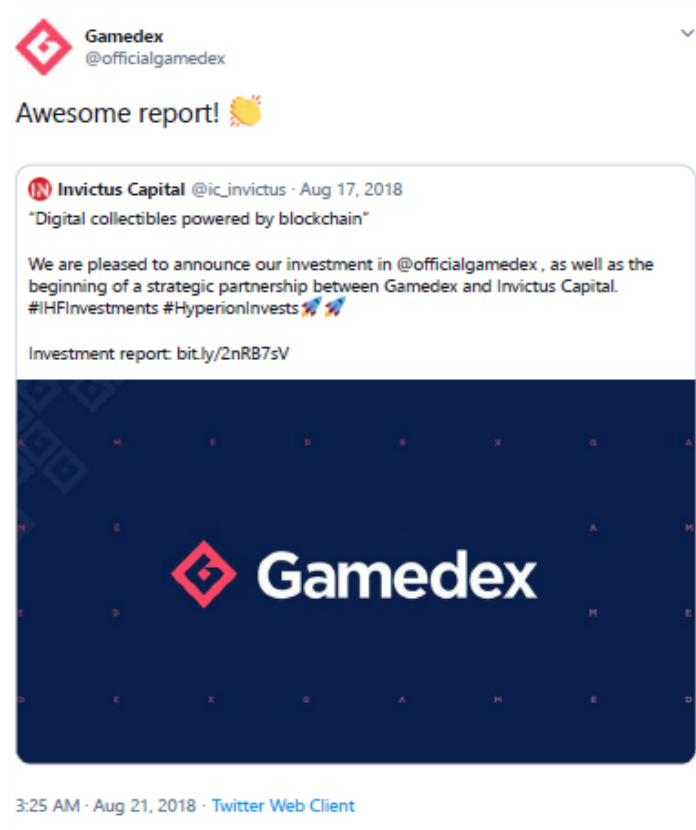 Gamedex
@officialgamedex
Awesome report! 👏
Invictus Capital @ic_invictus · Aug 17, 2018
"Digital collectibles powered by blockchain"
We are pleased to announce our investment in @officialgamedex , as well as the
beginning of a strategic partnership between Gamedex and Invictus Capital.
#IHFInvestments #HyperionInvests🚀🚀
Investment report: bit.ly/2nRB7sV
A M E D E X G A
Gamedex
M E A M
E D M E
D E X G A M E D
3:25 AM · Aug 21, 2018 · Twitter Web Client